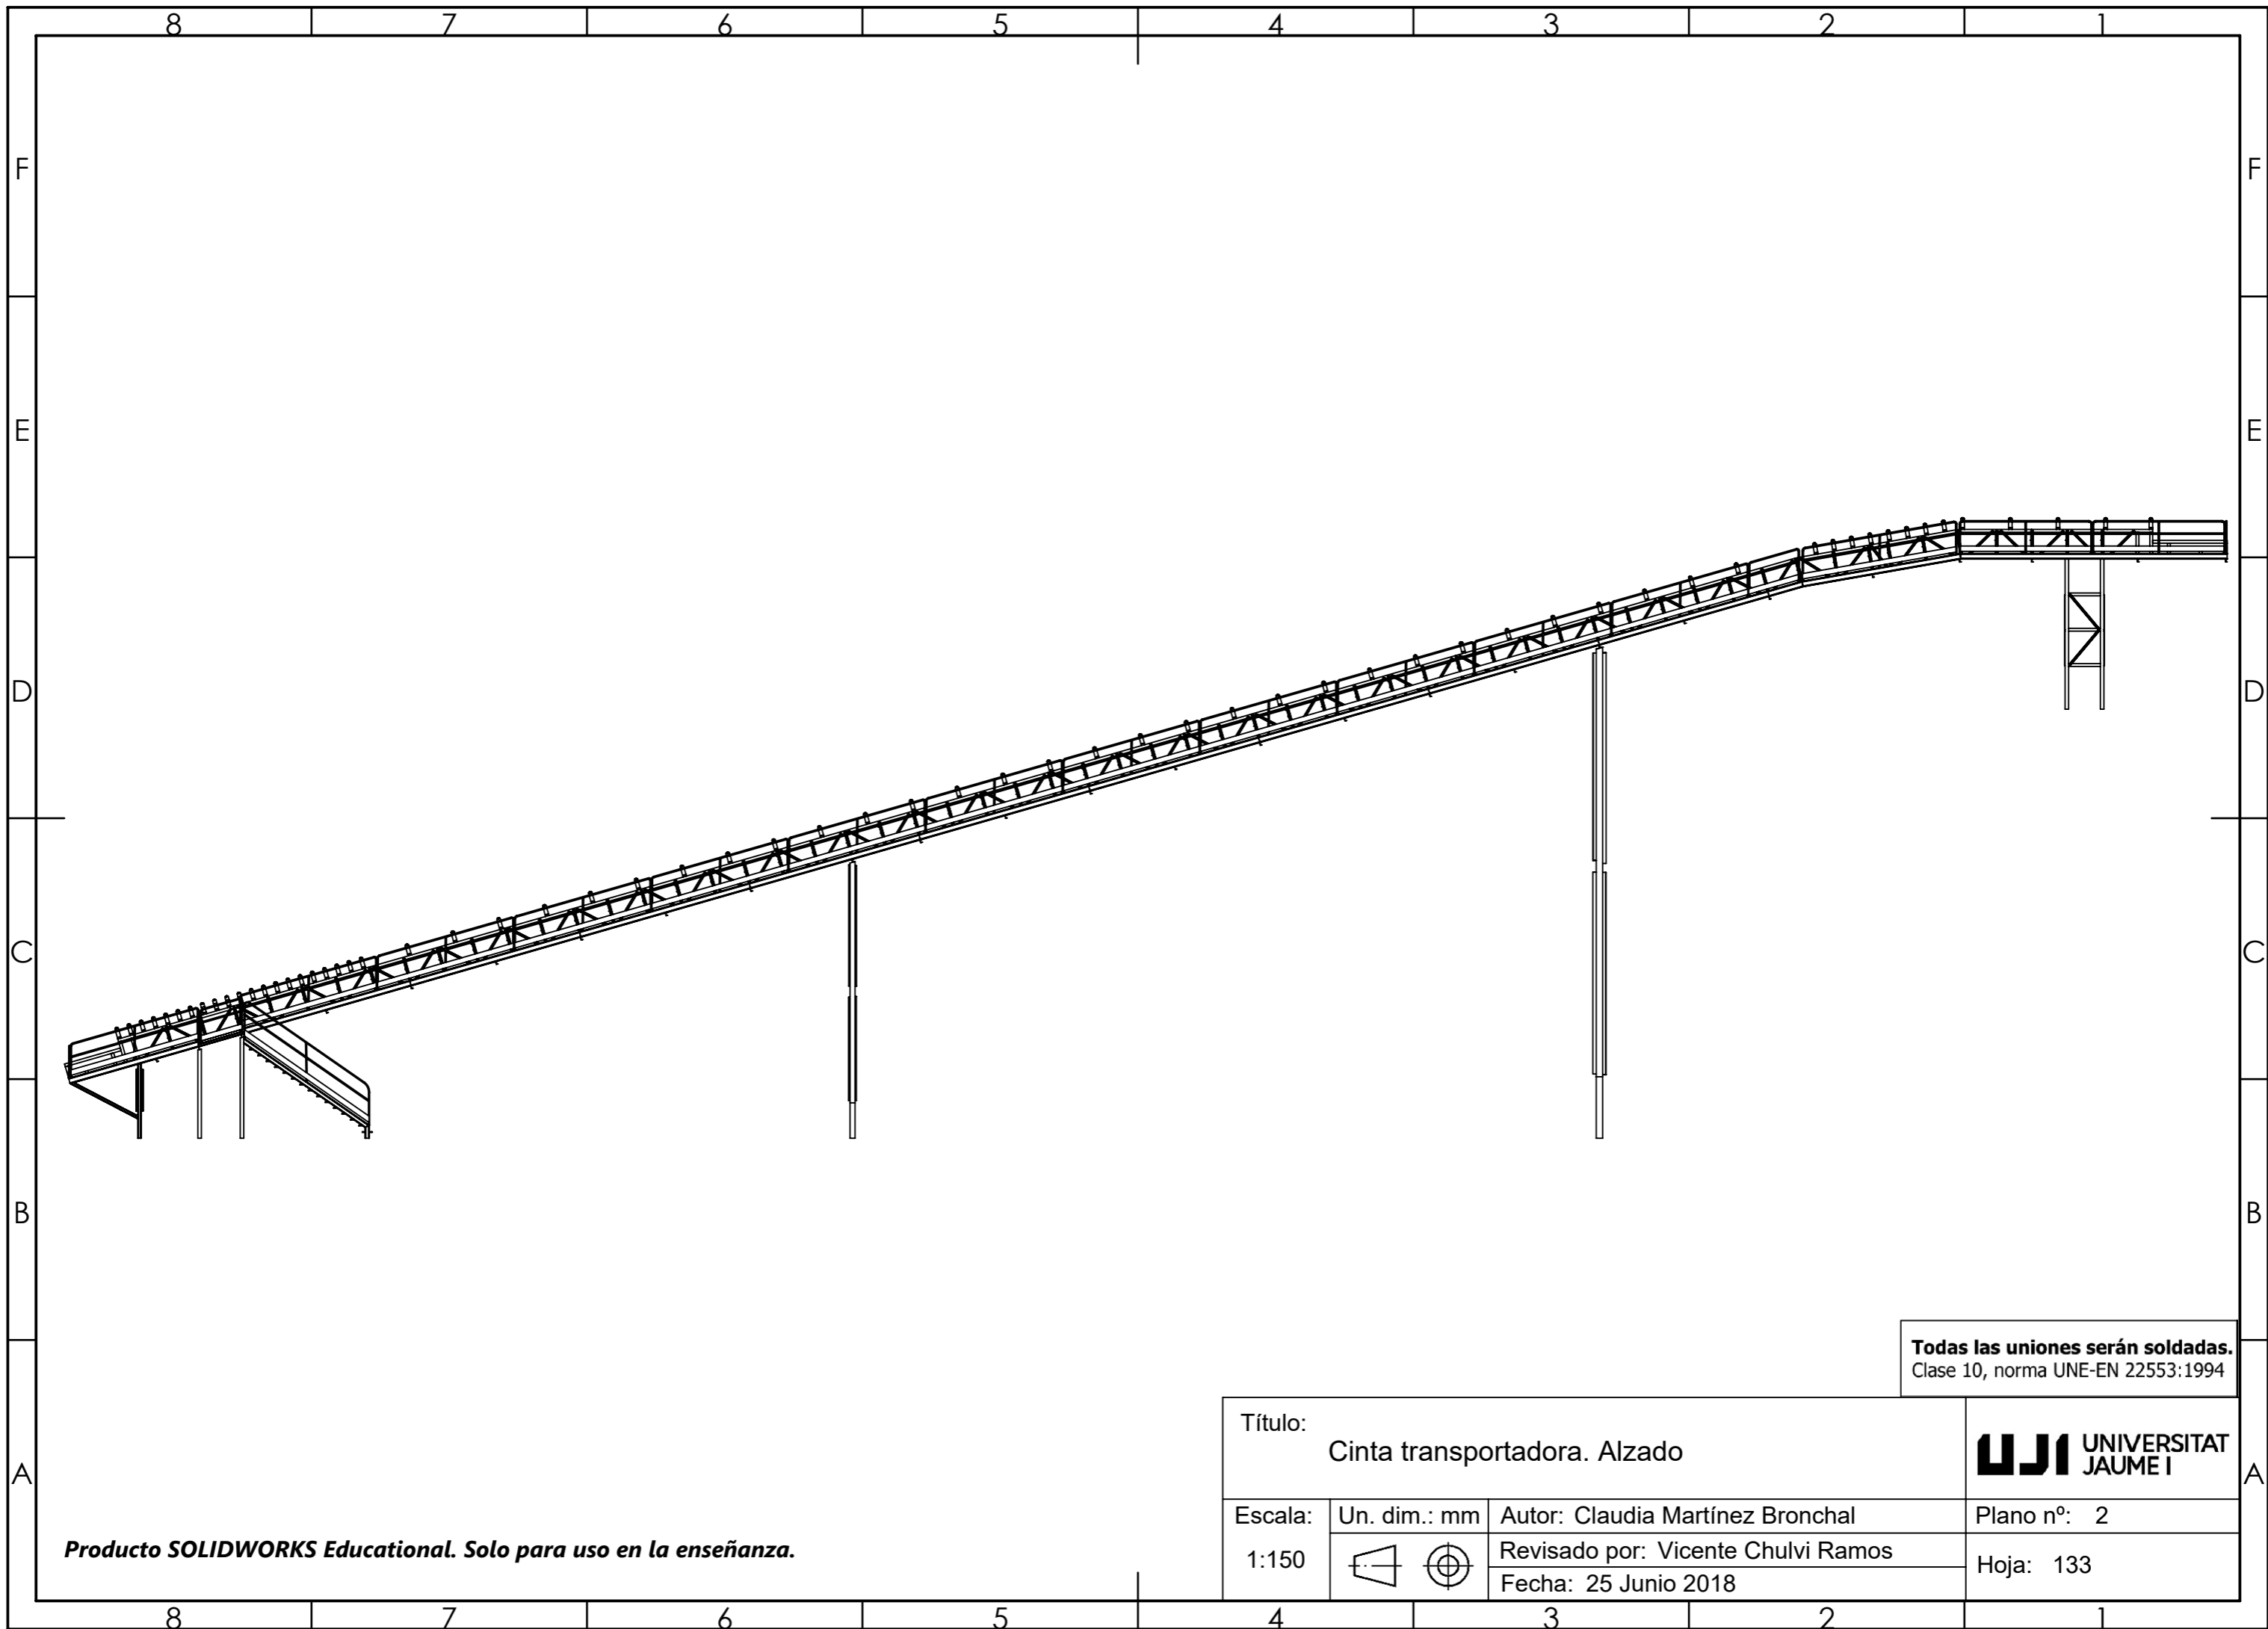 8 7 6 5 4 3 2 1
F F
E E
D D
C C
B B
Todas las uniones serán soldadas.
Clase 10, norma UNE-EN 22553:1994
Título:
Cinta transportadora. Alzado
UJI UNIVERSITAT
JAUME I
A A
Escala:
1:150
Un. dim.: mm
Autor: Claudia Martínez Bronchal
Revisado por: Vicente Chulvi Ramos
Fecha: 25 Junio 2018
Plano nº: 2
Hoja: 133
Producto SOLIDWORKS Educational. Solo para uso en la enseñanza.
8 7 6 5 4 3 2 1